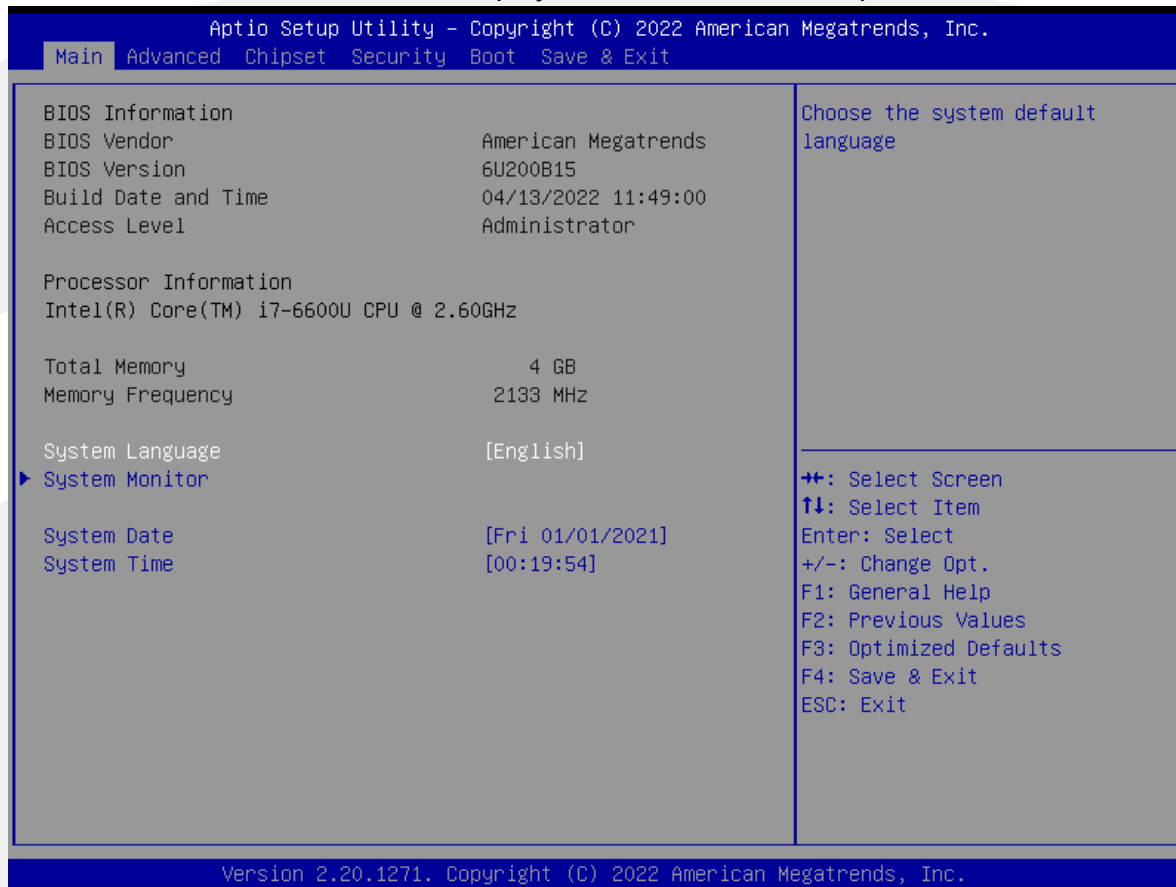 Aptio Setup Utility – Copyright (C) 2022 American Megatrends, Inc.
Main Advanced Chipset Security Boot Save & Exit
BIOS Information
BIOS Vendor American Megatrends
BIOS Version 6U200B15
Build Date and Time 04/13/2022 11:49:00
Access Level Administrator
Processor Information
Intel(R) Core(TM) i7-6600U CPU @ 2.60GHz
Total Memory 4 GB
Memory Frequency 2133 MHz
System Language [English]
System Monitor
System Date [Fri 01/01/2021]
System Time [00:19:54]
Choose the system default
language
→←: Select Screen
↑↓: Select Item
Enter: Select
+/-: Change Opt.
F1: General Help
F2: Previous Values
F3: Optimized Defaults
F4: Save & Exit
ESC: Exit
Version 2.20.1271. Copyright (C) 2022 American Megatrends, Inc.